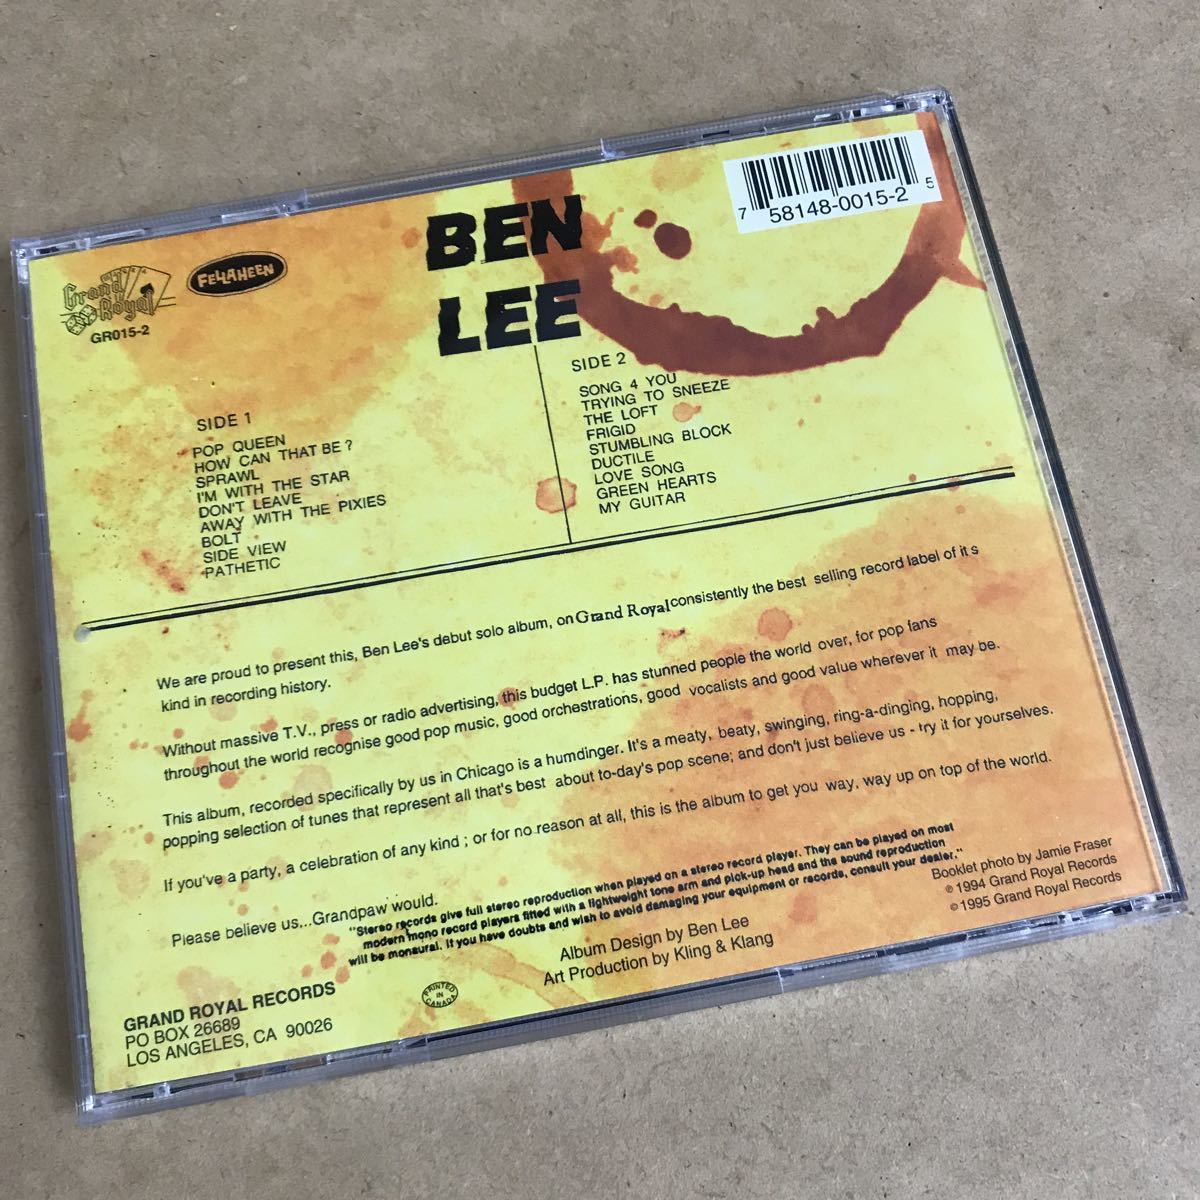 BEN
LEE
7 58148-0015-2 5
Grand Royal
FELLAHEEN
GR015-2
SIDE 1
POP QUEEN
HOW CAN THAT BE ?
SPRAWL
I'M WITH THE STAR
DON'T LEAVE
AWAY WITH THE PIXIES
BOLT
SIDE VIEW
PATHETIC
SIDE 2
SONG 4 YOU
TRYING TO SNEEZE
THE LOFT
FRIGID
STUMBLING BLOCK
DUCTILE
LOVE SONG
GREEN HEARTS
MY GUITAR
We are proud to present this, Ben Lee's debut solo album, on Grand Royal consistently the best selling record label of it s
kind in recording history.
Without massive T.V., press or radio advertising, this budget L.P. has stunned people the world over, for pop fans
throughout the world recognise good pop music, good orchestrations, good vocalists and good value wherever it may be.
This album, recorded specifically by us in Chicago is a humdinger. It's a meaty, beaty, swinging, ring-a-dinging, hopping,
popping selection of tunes that represent all that's best about to-day's pop scene; and don't just believe us - try it for yourselves.
If you've a party, a celebration of any kind ; or for no reason at all, this is the album to get you way, way up on top of the world.
Please believe us...Grandpaw would.
"Stereo records give full stereo reproduction when played on a stereo record player. They can be played on most
modern mono record players fitted with a lightweight tone arm and pick-up head and the sound reproduction
will be monaural. If you have doubts and wish to avoid damaging your equipment or records, consult your dealer."
Booklet photo by Jamie Fraser
℗ 1994 Grand Royal Records
© 1995 Grand Royal Records
Album Design by Ben Lee
Art Production by Kling & Klang
PRINTED
IN
CANADA
GRAND ROYAL RECORDS
PO BOX 26689
LOS ANGELES, CA 90026